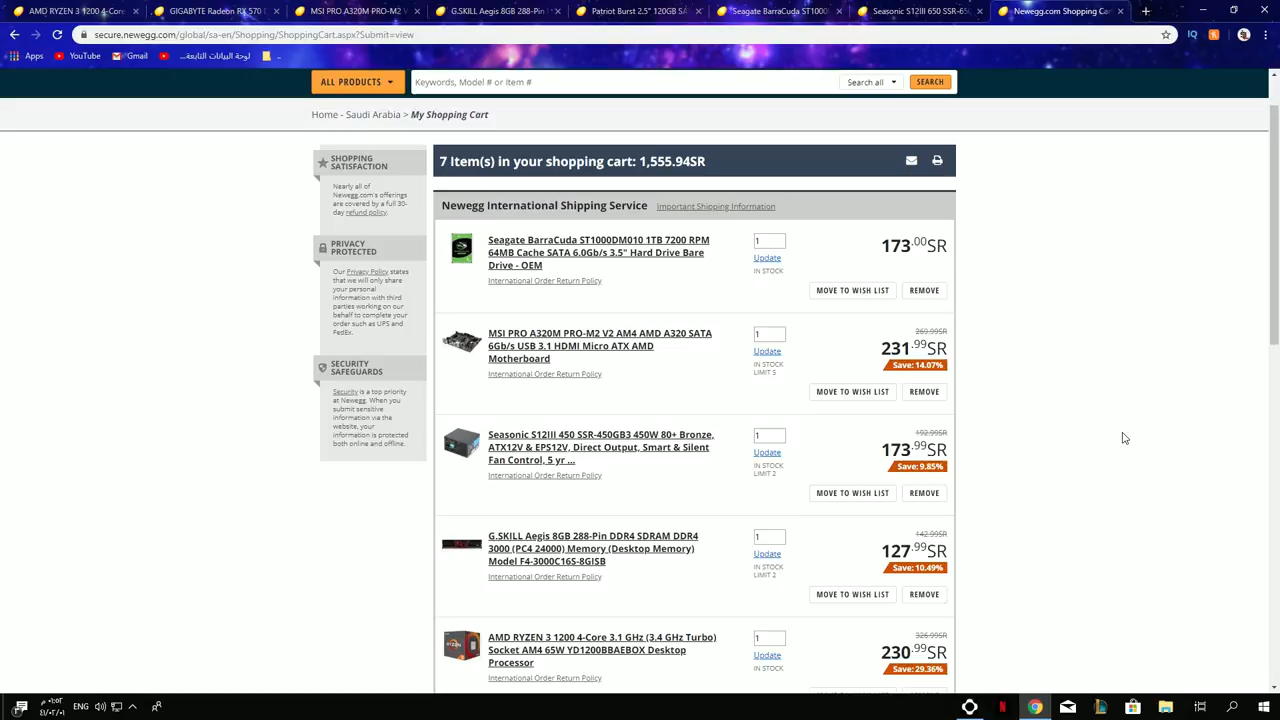 AMD RYZEN 3 1200 4-Core
GIGABYTE Radeon RX 570
MSI PRO A320M PRO-M2 V
G.SKILL Aegis 8GB 288-Pin
Patriot Burst 2.5" 120GB SA
Barracuda ST1000
Seasonic S12III 650 SSR-65
Newegg.com Shopping Car
secure.newegg.com/global/sa-en/Shopping/ShoppingCart.aspx?Submit=view
Apps
YouTube
Gmail
لوحة البيانات التابعة...
ALL PRODUCTS
Keywords, Model # or Item #
Search all
SEARCH
Home - Saudi Arabia > My Shopping Cart
SHOPPING
SATISFACTION
Nearly all of
Newegg.com's offerings
are covered by a full 30-
day refund policy.
PRIVACY
PROTECTED
Our Privacy Policy states
that we will only share
your personal
information with third
parties working on our
behalf to complete your
order such as UPS and
FedEx.
SECURITY
SAFEGUARDS
Security is a top priority
at Newegg. When you
submit sensitive
information via the
website, your
information is protected
both online and offline.
7 Item(s) in your shopping cart: 1,555.94SR
Newegg International Shipping Service
Important Shipping Information
Seagate BarraCuda ST1000DM010 1TB 7200 RPM
64MB Cache SATA 6.0Gb/s 3.5" Hard Drive Bare
Drive - OEM
International Order Return Policy
1
Update
IN STOCK
173.00SR
MOVE TO WISH LIST
REMOVE
MSI PRO A320M PRO-M2 V2 AM4 AMD A320 SATA
6Gb/s USB 3.1 HDMI Micro ATX AMD
Motherboard
International Order Return Policy
1
Update
IN STOCK
LIMIT 5
269.99SR
231.99SR
Save: 14.07%
MOVE TO WISH LIST
REMOVE
Seasonic S12III 450 SSR-450GB3 450W 80+ Bronze,
ATX12V & EPS12V, Direct Output, Smart & Silent
Fan Control, 5 yr ...
International Order Return Policy
1
Update
IN STOCK
LIMIT 2
192.99SR
173.99SR
Save: 9.85%
MOVE TO WISH LIST
REMOVE
G.SKILL Aegis 8GB 288-Pin DDR4 SDRAM DDR4
3000 (PC4 24000) Memory (Desktop Memory)
Model F4-3000C16S-8GISB
International Order Return Policy
1
Update
IN STOCK
LIMIT 2
142.99SR
127.99SR
Save: 10.49%
MOVE TO WISH LIST
REMOVE
AMD RYZEN 3 1200 4-Core 3.1 GHz (3.4 GHz Turbo)
Socket AM4 65W YD1200BBAEBOX Desktop
Processor
International Order Return Policy
1
Update
IN STOCK
326.99SR
230.99SR
Save: 29.36%
ENG